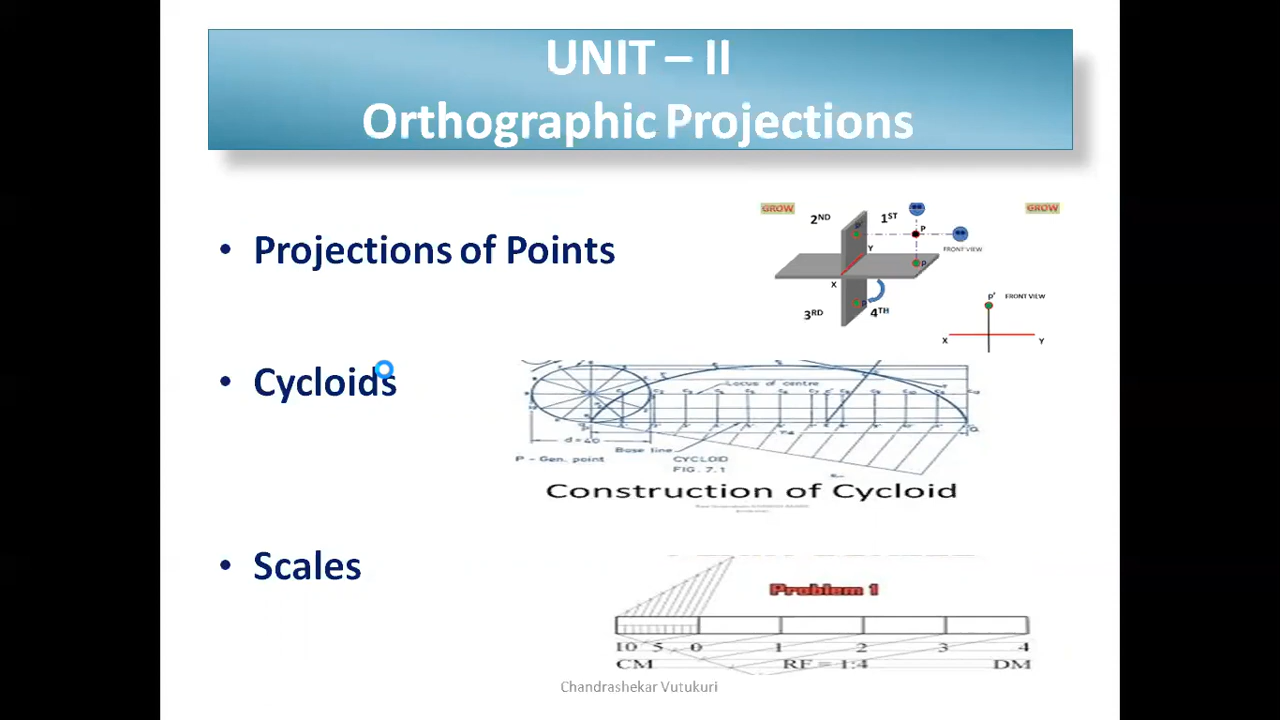 UNIT – II
Orthographic Projections
• Projections of Points
GROW
GROW
2ND
1ST
P
P'
Y
FRONT VIEW
P
X
P
3RD
4TH
p' FRONT VIEW
X
Y
• Cycloids
Locus of centre
d=40
Base line
P - Gen. point
CYCLOID
FIG. 7.1
Construction of Cycloid
• Scales
Problem 1
10 5 0 1 2 3 4
CM RF = 1:4 DM
Chandrashekar Vutukuri